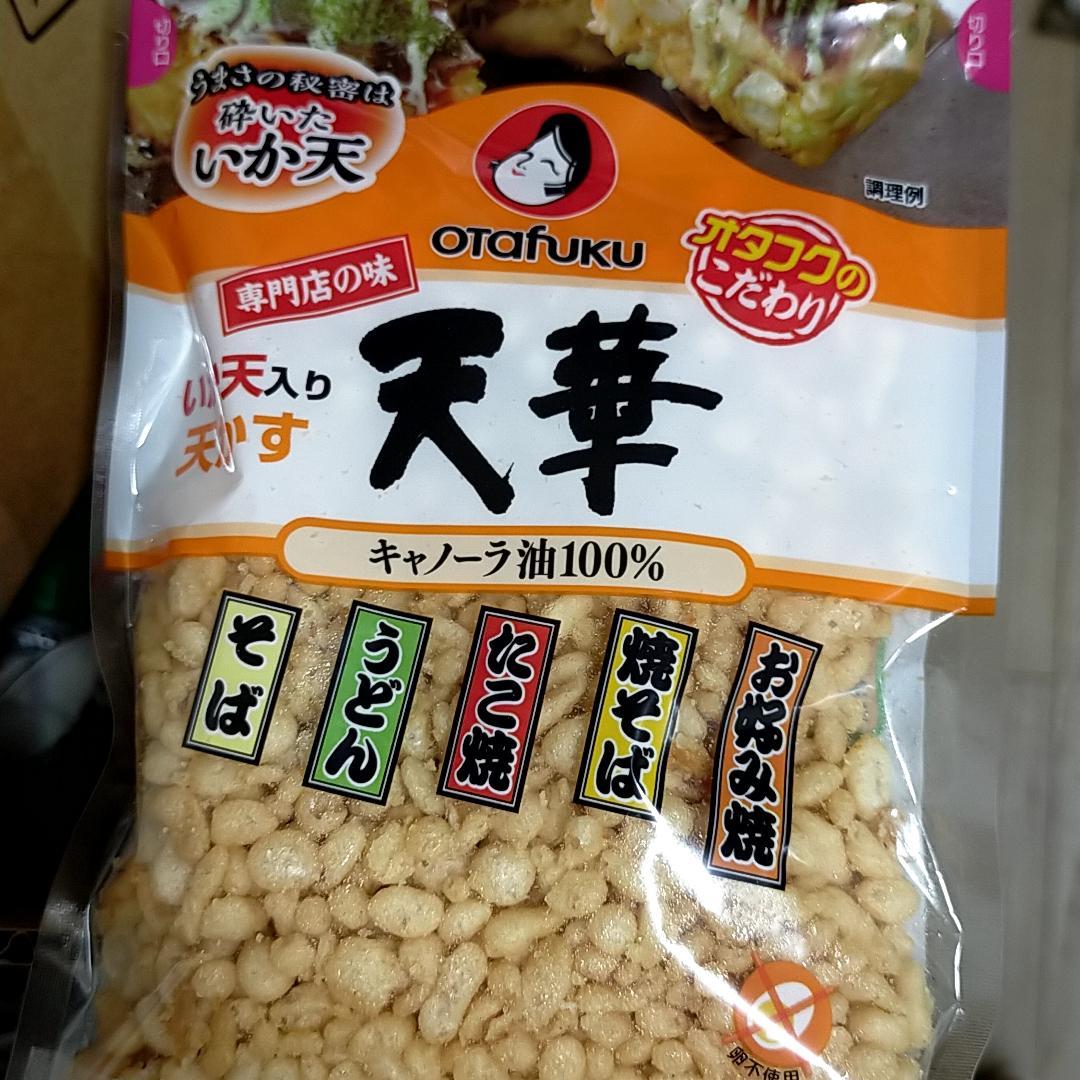 切り口
切り口
うまさの秘密は
砕いた
いか天
調理例
OTafuKU
オタフクの
こだわり
専門店の味
いか天入り
天かす
天華
キャノーラ油100%
そば
うどん
たこ焼
焼そば
お好み焼
卵不使用